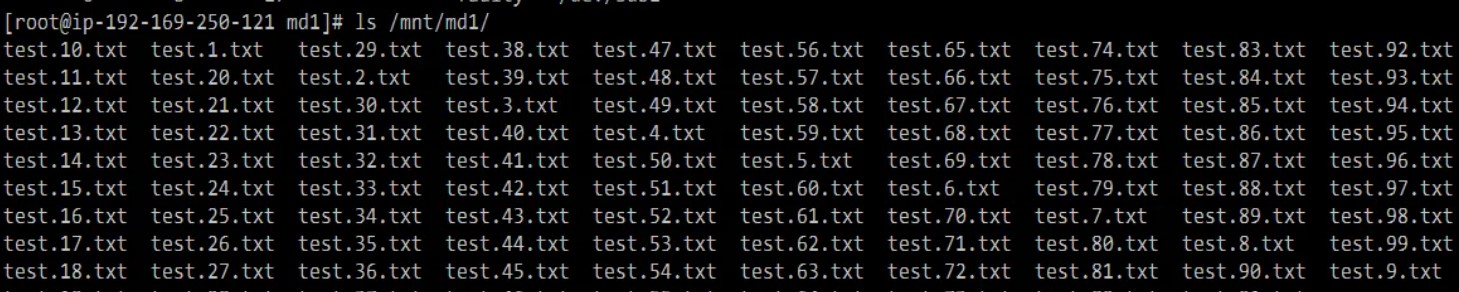 [root@ip-192-169-250-121 md1]# ls /mnt/md1/
test.10.txt test.1.txt test.29.txt test.38.txt test.47.txt test.56.txt test.65.txt test.74.txt test.83.txt test.92.txt
test.11.txt test.20.txt test.2.txt test.39.txt test.48.txt test.57.txt test.66.txt test.75.txt test.84.txt test.93.txt
test.12.txt test.21.txt test.30.txt test.3.txt test.49.txt test.58.txt test.67.txt test.76.txt test.85.txt test.94.txt
test.13.txt test.22.txt test.31.txt test.40.txt test.4.txt test.59.txt test.68.txt test.77.txt test.86.txt test.95.txt
test.14.txt test.23.txt test.32.txt test.41.txt test.50.txt test.5.txt test.69.txt test.78.txt test.87.txt test.96.txt
test.15.txt test.24.txt test.33.txt test.42.txt test.51.txt test.60.txt test.6.txt test.79.txt test.88.txt test.97.txt
test.16.txt test.25.txt test.34.txt test.43.txt test.52.txt test.61.txt test.70.txt test.7.txt test.89.txt test.98.txt
test.17.txt test.26.txt test.35.txt test.44.txt test.53.txt test.62.txt test.71.txt test.80.txt test.8.txt test.99.txt
test.18.txt test.27.txt test.36.txt test.45.txt test.54.txt test.63.txt test.72.txt test.81.txt test.90.txt test.9.txt